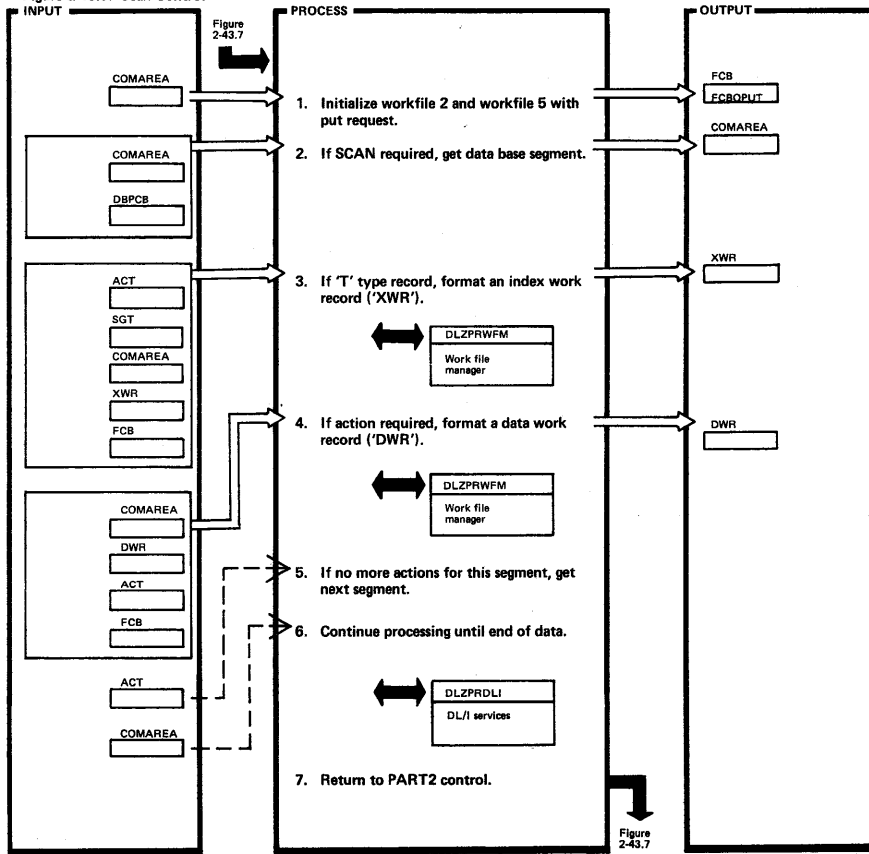 INPUT
Figure
2-43.7
PROCESS
OUTPUT
COMAREA
1. Initialize workfile 2 and workfile 5 with
put request.
FCB
FCBOPUT
COMAREA
DBPCB
2. If SCAN required, get data base segment.
COMAREA
ACT
SGT
COMAREA
XWR
FCB
3. If 'T' type record, format an index work
record ('XWR').
DLZPRWFM
Work file
manager
XWR
COMAREA
DWR
ACT
FCB
4. If action required, format a data work
record ('DWR').
DLZPRWFM
Work file
manager
DWR
ACT
5. If no more actions for this segment, get
next segment.
COMAREA
6. Continue processing until end of data.
DLZPRDLI
DL/I services
7. Return to PART2 control.
Figure
2-43.7